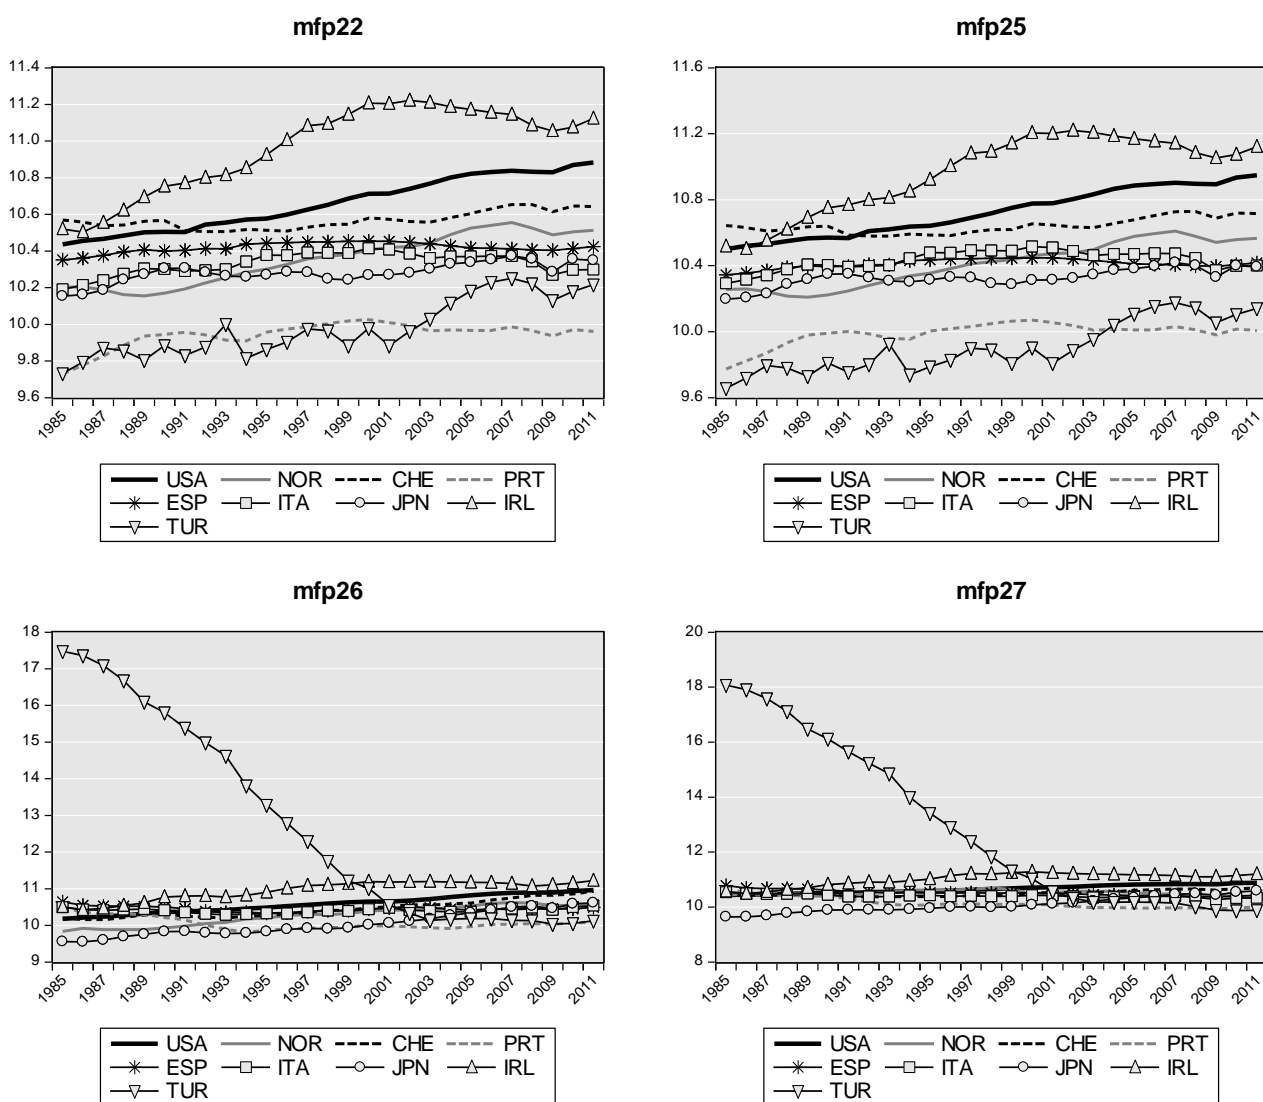 mfp22
11.4
11.2
11.0
10.8
10.6
10.4
10.2
10.0
9.8
9.6
1985 1987 1989 1991 1993 1995 1997 1999 2001 2003 2005 2007 2009 2011
USA NOR CHE PRT
ESP ITA JPN IRL
TUR
mfp25
11.6
11.2
10.8
10.4
10.0
9.6
1985 1987 1989 1991 1993 1995 1997 1999 2001 2003 2005 2007 2009 2011
USA NOR CHE PRT
ESP ITA JPN IRL
TUR
mfp26
18
17
16
15
14
13
12
11
10
9
1985 1987 1989 1991 1993 1995 1997 1999 2001 2003 2005 2007 2009 2011
USA NOR CHE PRT
ESP ITA JPN IRL
TUR
mfp27
20
18
16
14
12
10
8
1985 1987 1989 1991 1993 1995 1997 1999 2001 2003 2005 2007 2009 2011
USA NOR CHE PRT
ESP ITA JPN IRL
TUR